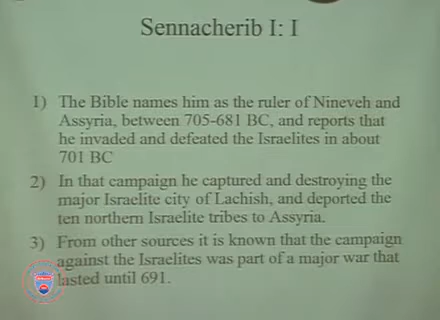 Sennacherib I: I
1) The Bible names him as the ruler of Nineveh and
Assyria, between 705-681 BC, and reports that
he invaded and defeated the Israelites in about
701 BC
2) In that campaign he captured and destroying the
major Israelite city of Lachish, and deported the
ten northern Israelite tribes to Assyria.
3) From other sources it is known that the campaign
against the Israelites was part of a major war that
lasted until 691.